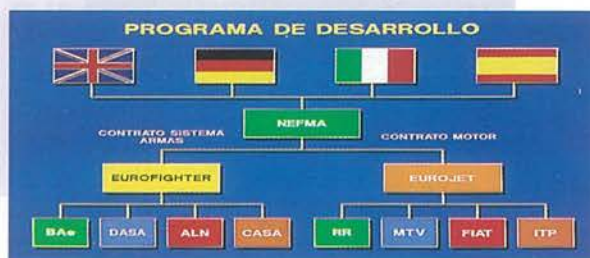 PROGRAMA DE DESARROLLO
NEFMA
CONTRATO SISTEMA
ARMAS
CONTRATO MOTOR
EUROFIGHTER
EUROJET
BAe
DASA
ALN
CASA
RR
MTV
FIAT
ITP